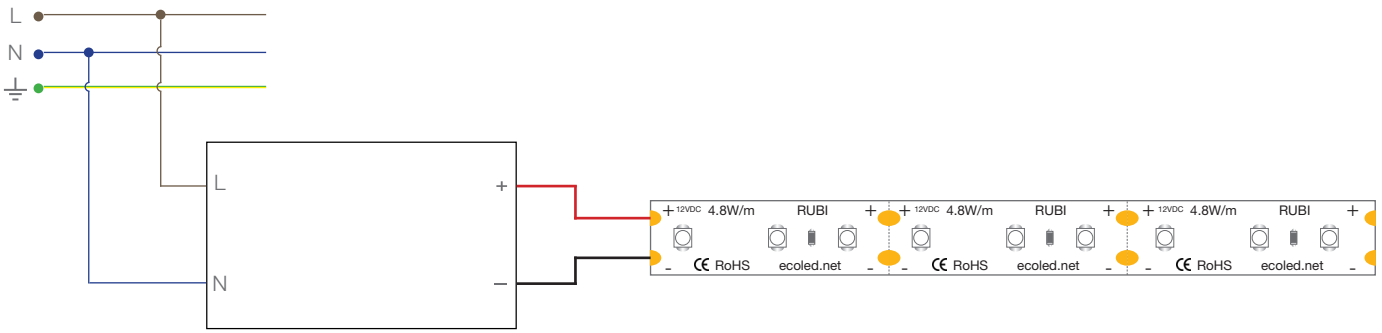 L
N
L
N
+
–
+ 12VDC 4.8W/m RUBI +
- CE RoHS ecoled.net -
+ 12VDC 4.8W/m RUBI +
- CE RoHS ecoled.net -
+ 12VDC 4.8W/m RUBI +
- CE RoHS ecoled.net -